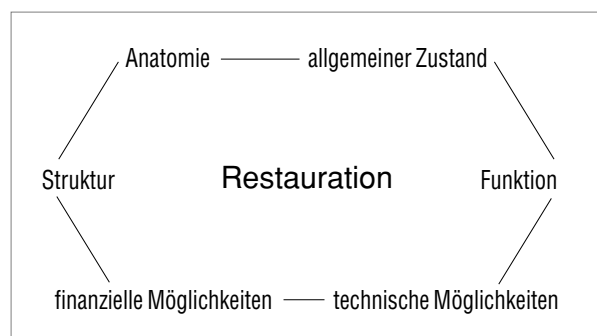 Anatomie allgemeiner Zustand
Struktur Restauration Funktion
finanzielle Möglichkeiten technische Möglichkeiten